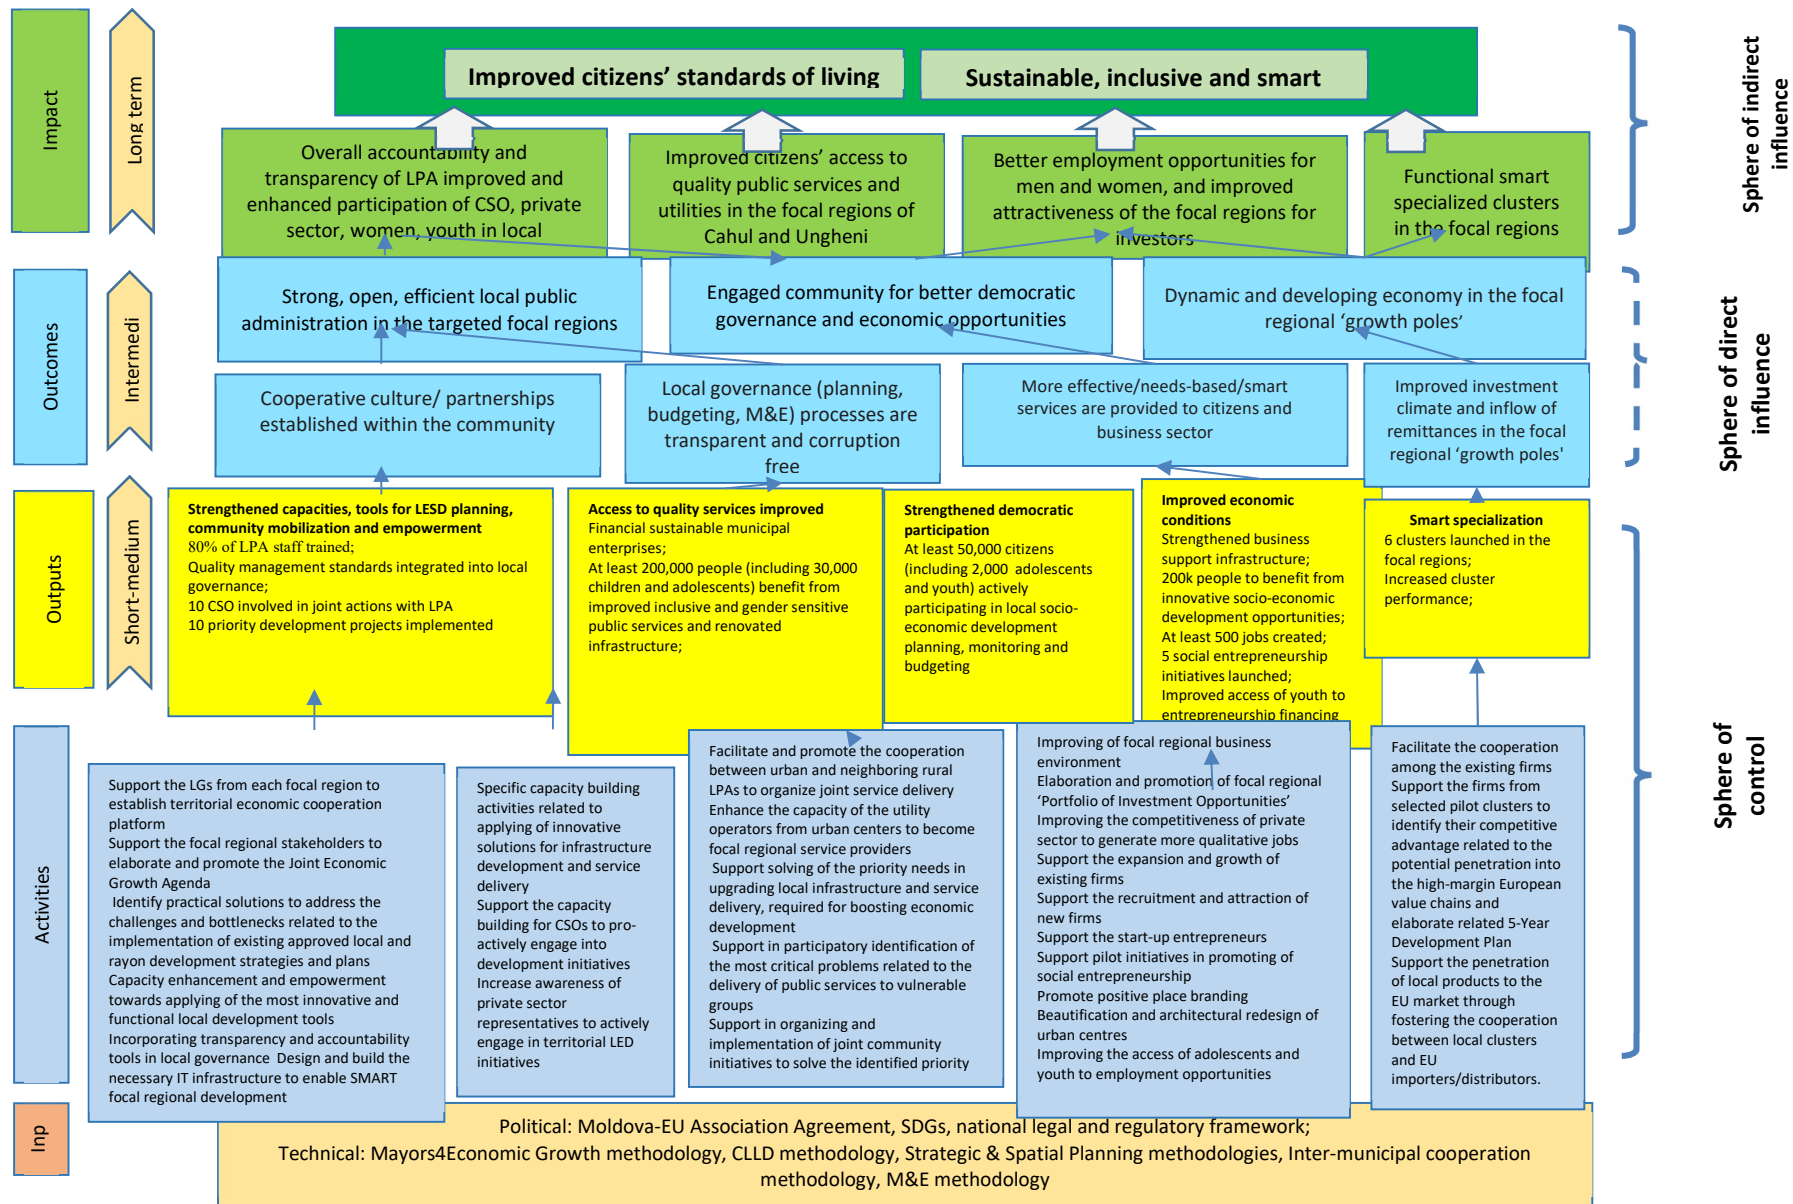 Impact
Long term
Improved citizens' standards of living
Sustainable, inclusive and smart
Sphere of indirect
influence
Overall accountability and
transparency of LPA improved and
enhanced participation of CSO, private
sector, women, youth in local
Improved citizens' access to
quality public services and
utilities in the focal regions of
Cahul and Ungheni
Better employment opportunities for
men and women, and improved
attractiveness of the focal regions for
investors
Functional smart
specialized clusters
in the focal regions
Outcomes
Intermedi
Strong, open, efficient local public
administration in the targeted focal regions
Engaged community for better democratic
governance and economic opportunities
Dynamic and developing economy in the focal
regional 'growth poles'
Sphere of direct
influence
Cooperative culture/ partnerships
established within the community
Local governance (planning,
budgeting, M&E) processes are
transparent and corruption
free
More effective/needs-based/smart
services are provided to citizens and
business sector
Improved investment
climate and inflow of
remittances in the focal
regional 'growth poles'
Outputs
Short-medium
Strengthened capacities, tools for LESD planning,
community mobilization and empowerment
80% of LPA staff trained;
Quality management standards integrated into local
governance;
10 CSO involved in joint actions with LPA
10 priority development projects implemented
Access to quality services improved
Financial sustainable municipal
enterprises;
At least 200,000 people (including 30,000
children and adolescents) benefit from
improved inclusive and gender sensitive
public services and renovated
infrastructure;
Strengthened democratic
participation
At least 50,000 citizens
(including 2,000 adolescents
and youth) actively
participating in local socio-
economic development
planning, monitoring and
budgeting
Improved economic
conditions
Strengthened business
support infrastructure;
200k people to benefit from
innovative socio-economic
development opportunities;
At least 500 jobs created;
5 social entrepreneurship
initiatives launched;
Improved access of youth to
entrepreneurship financing
Smart specialization
6 clusters launched in the
focal regions;
Increased cluster
performance;
Sphere of
control
Activities
Support the LGs from each focal region to
establish territorial economic cooperation
platform
Support the focal regional stakeholders to
elaborate and promote the Joint Economic
Growth Agenda
Identify practical solutions to address the
challenges and bottlenecks related to the
implementation of existing approved local and
rayon development strategies and plans
Capacity enhancement and empowerment
towards applying of the most innovative and
functional local development tools
Incorporating transparency and accountability
tools in local governance Design and build the
necessary IT infrastructure to enable SMART
focal regional development
Specific capacity building
activities related to
applying of innovative
solutions for infrastructure
development and service
delivery
Support the capacity
building for CSOs to pro-
actively engage into
development initiatives
Increase awareness of
private sector
representatives to actively
engage in territorial LED
initiatives
Facilitate and promote the cooperation
between urban and neighboring rural
LPAs to organize joint service delivery
Enhance the capacity of the utility
operators from urban centers to become
focal regional service providers
Support solving of the priority needs in
upgrading local infrastructure and service
delivery, required for boosting economic
development
Support in participatory identification of
the most critical problems related to the
delivery of public services to vulnerable
groups
Support in organizing and
implementation of joint community
initiatives to solve the identified priority
Improving of focal regional business
environment
Elaboration and promotion of focal regional
'Portfolio of Investment Opportunities'
Improving the competitiveness of private
sector to generate more qualitative jobs
Support the expansion and growth of
existing firms
Support the recruitment and attraction of
new firms
Support the start-up entrepreneurs
Support pilot initiatives in promoting of
social entrepreneurship
Promote positive place branding
Beautification and architectural redesign of
urban centres
Improving the access of adolescents and
youth to employment opportunities
Facilitate the cooperation
among the existing firms
Support the firms from
selected pilot clusters to
identify their competitive
advantage related to the
potential penetration into
the high-margin European
value chains and
elaborate related 5-Year
Development Plan
Support the penetration
of local products to the
EU market through
fostering the cooperation
between local clusters
and EU
importers/distributors.
Inp
Political: Moldova-EU Association Agreement, SDGs, national legal and regulatory framework;
Technical: Mayors4Economic Growth methodology, CLLD methodology, Strategic & Spatial Planning methodologies, Inter-municipal cooperation
methodology, M&E methodology